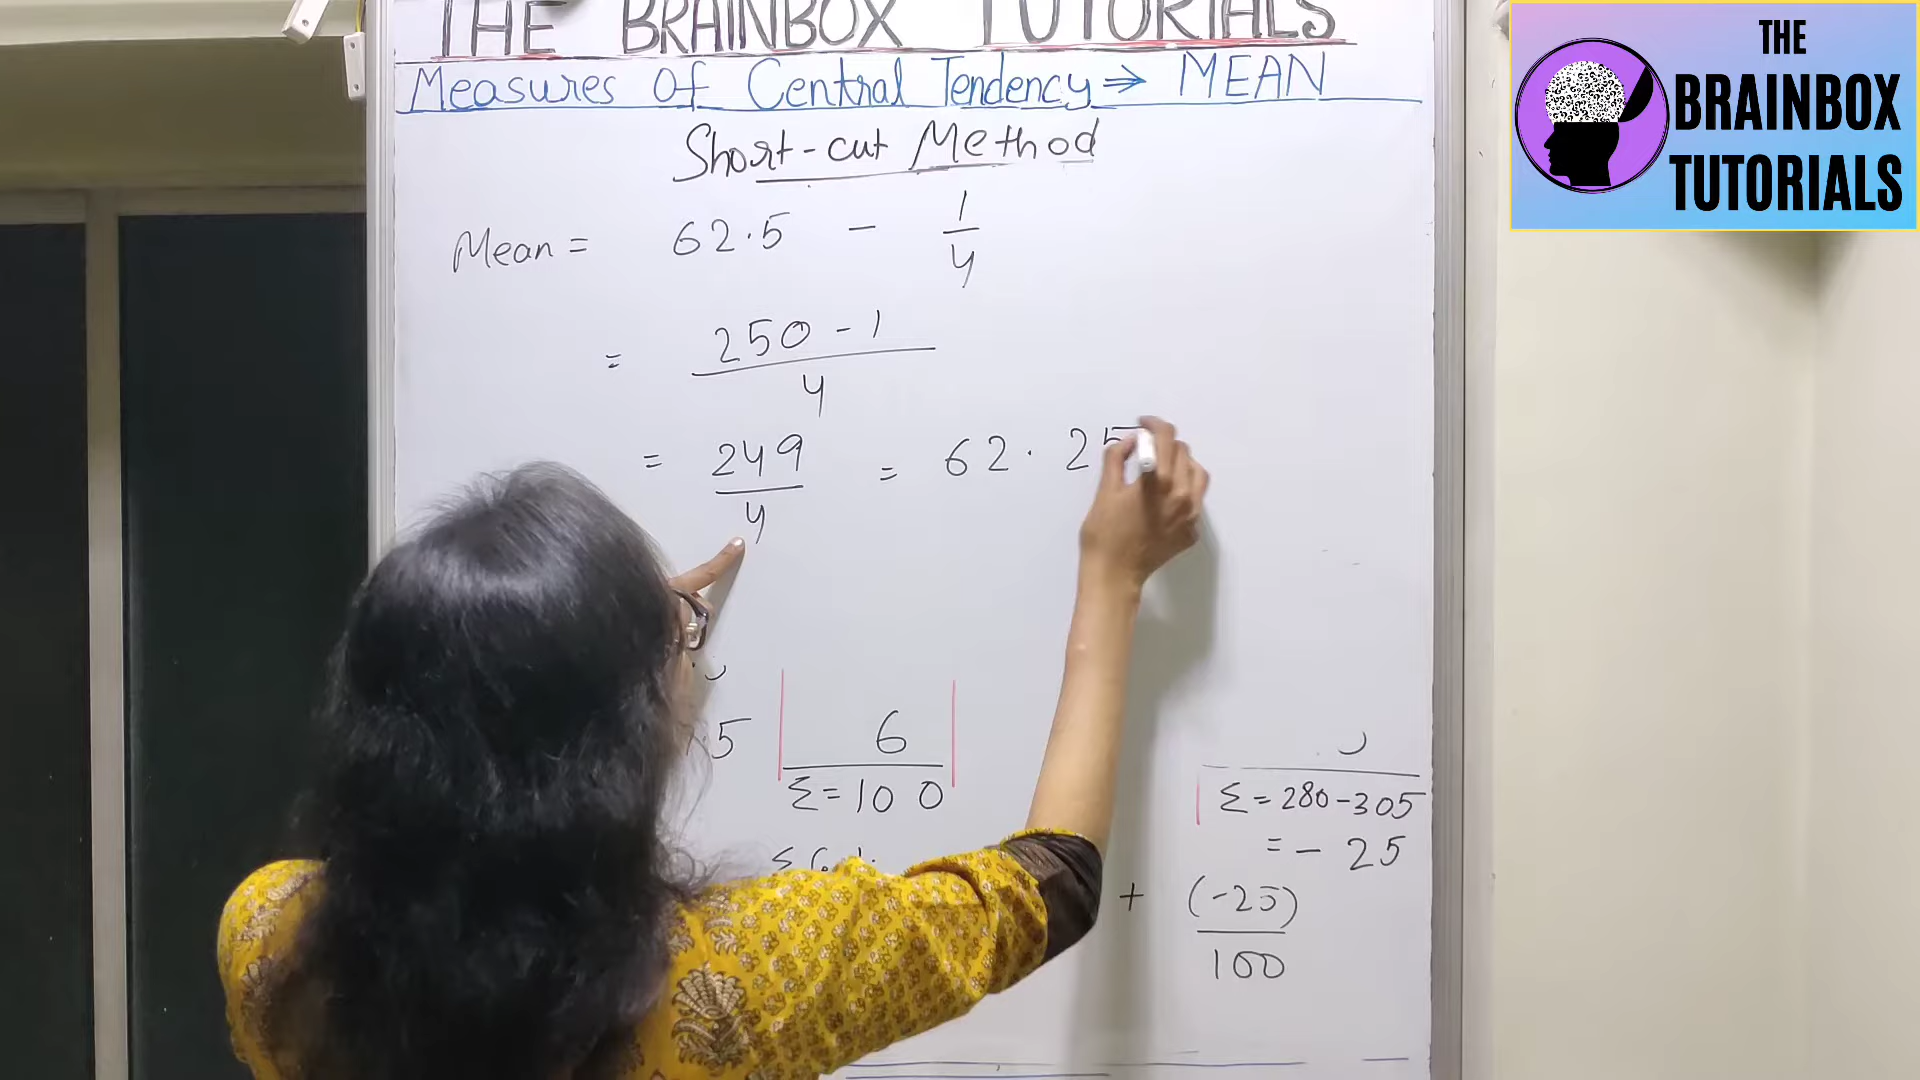 THE BRAINBOX TUTORIALS
THE
BRAINBOX
TUTORIALS
Measures Of Central Tendency ⇒ MEAN
Short-cut Method
Mean = 62.5 - 1/4
= 250 - 1 / 4
= 249 / 4 = 62.25
.5 6
Σ = 100
Σ = 280 - 305
= - 25
+ (-25) / 100